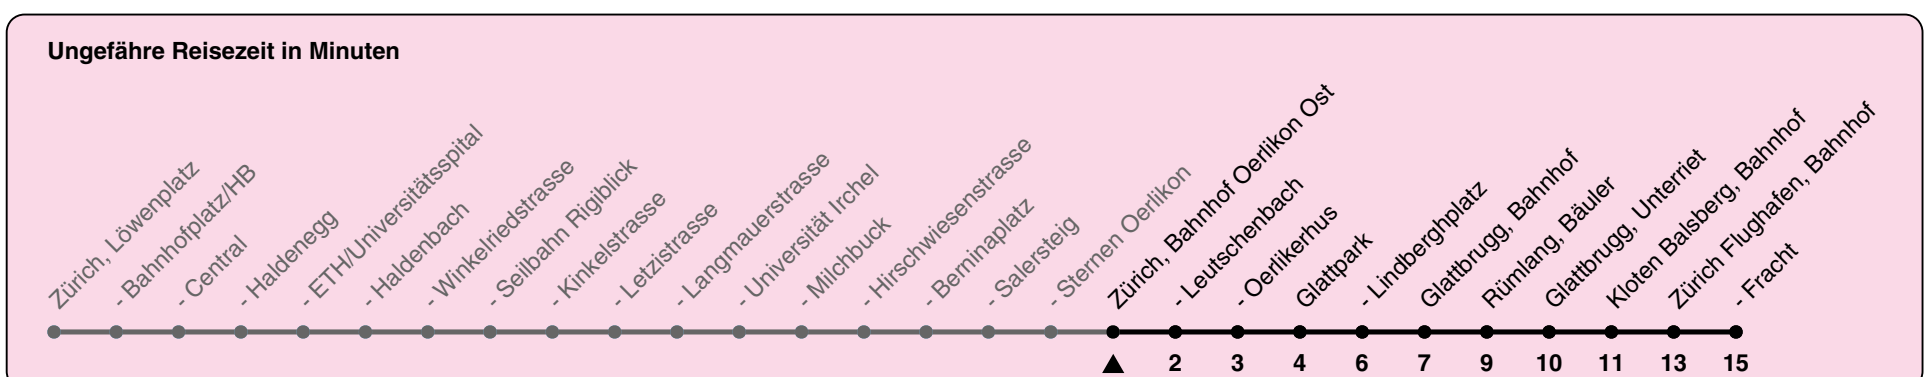 Ungefähre Reisezeit in Minuten
Zürich, Löwenplatz
- Bahnhofplatz/HB
- Central
- Haldenegg
- ETH/Universitätsspital
- Haldenbach
- Winkelriedstrasse
- Seilbahn Rigiblick
- Kinkelstrasse
- Letzistrasse
- Langmauerstrasse
- Universität Irchel
- Milchbuck
- Hirschwiesenstrasse
- Berninaplatz
- Salersteig
- Sternen Oerlikon
Zürich, Bahnhof Oerlikon Ost
- Leutschenbach
- Oerlikerhus
Glattpark
- Lindberghplatz
Glattbrugg, Bahnhof
Rümlang, Bäuler
Glattbrugg, Unterriet
Kloten Balsberg, Bahnhof
Zürich Flughafen, Bahnhof
- Fracht
2 3 4 6 7 9 10 11 13 15